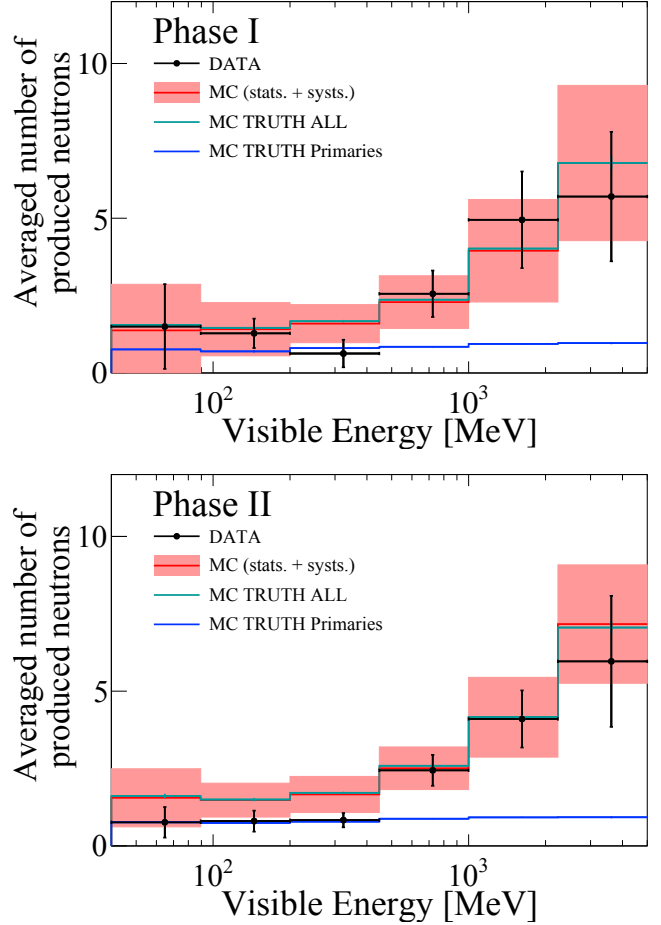 Phase I
DATA
MC (stats. + systs.)
MC TRUTH ALL
MC TRUTH Primaries
Averaged number of
produced neutrons
10
5
0
10²
10³
Visible Energy [MeV]
Phase II
DATA
MC (stats. + systs.)
MC TRUTH ALL
MC TRUTH Primaries
Averaged number of
produced neutrons
10
5
0
10²
10³
Visible Energy [MeV]